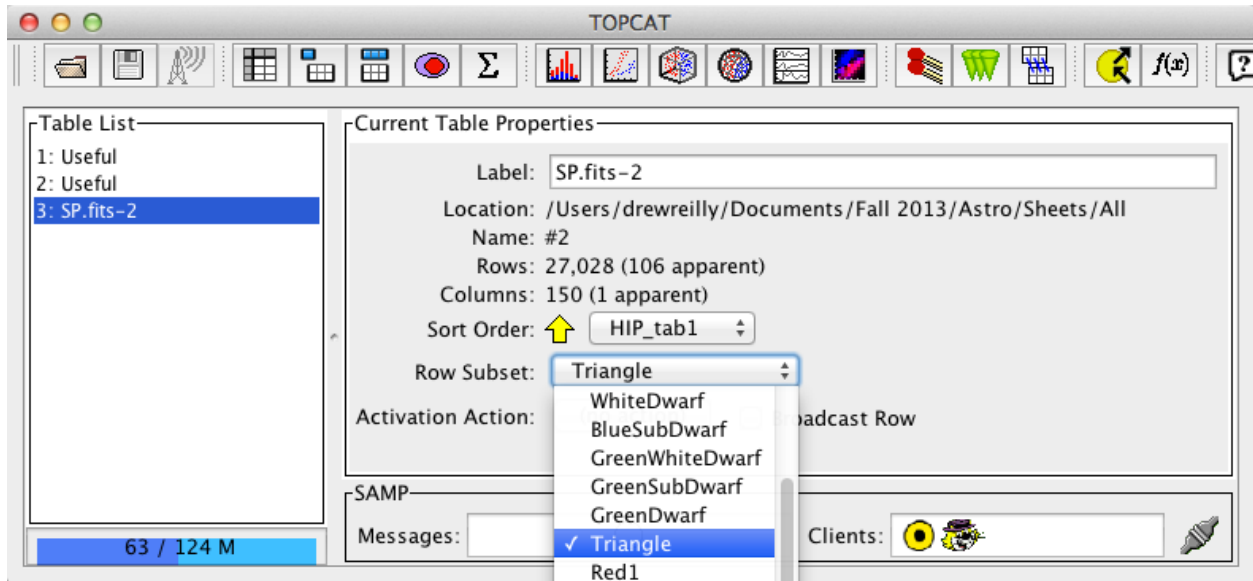 TOPCAT
Σ
f(x)
?
Table List
1: Useful
2: Useful
3: SP.fits-2
63 / 124 M
Current Table Properties
Label: SP.fits-2
Location: /Users/drewreilly/Documents/Fall 2013/Astro/Sheets/All
Name: #2
Rows: 27,028 (106 apparent)
Columns: 150 (1 apparent)
Sort Order: HIP_tab1
Row Subset: Triangle
WhiteDwarf
BlueSubDwarf
GreenWhiteDwarf
GreenSubDwarf
GreenDwarf
✓ Triangle
Red1
Activation Action: adcast Row
SAMP
Messages:
Clients: